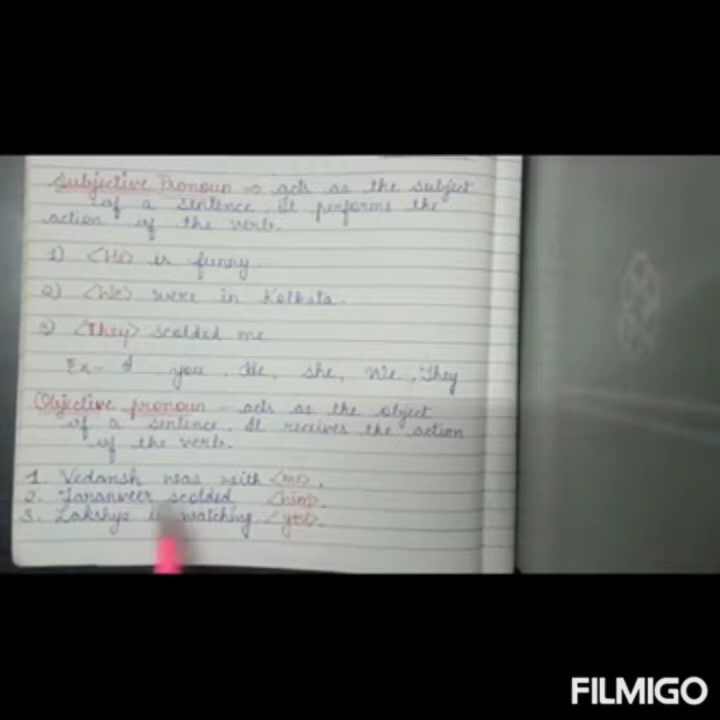 Subjective Pronoun → acts as the subject
of a sentence. It performs the
action of the verb.
1) <He> is funny
2) <We> were in Kolkata.
3) <They> scolded me
Ex - I, you, He, she, We, They
Objective pronoun - acts as the object
of a sentence. It receives the action
of the verb.
1. Vedansh was with <me>.
2. Taranveer scolded <him>.
3. Lakshya is watching <you>.
FILMIGO